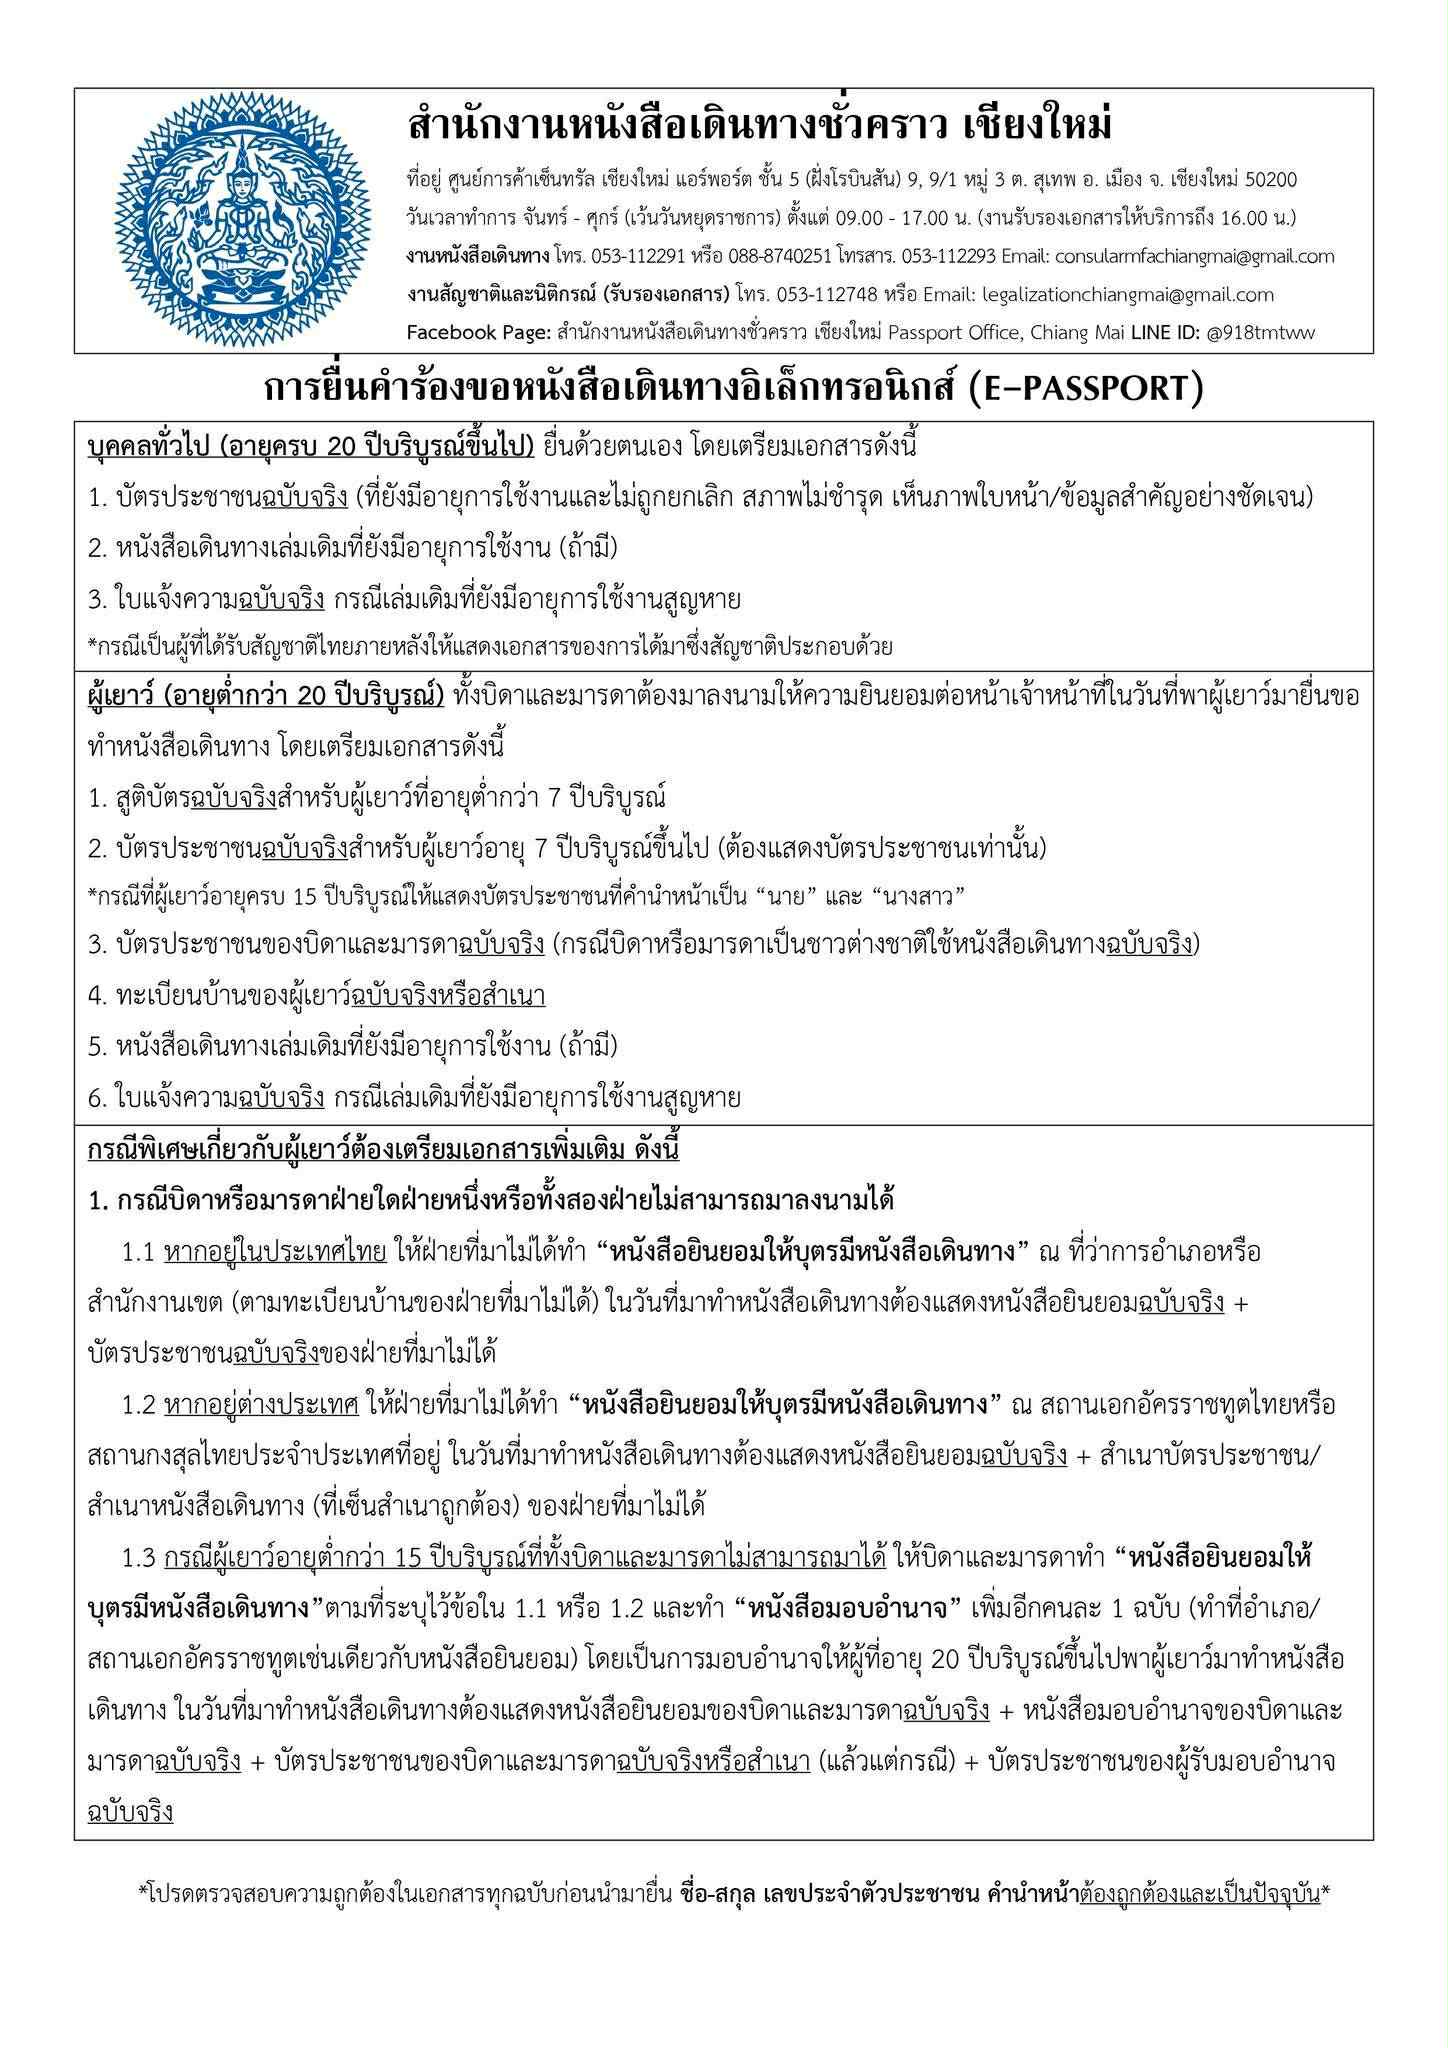 สำนักงานหนังสือเดินทางชั่วคราว เชียงใหม่
ที่อยู่ ศูนย์การค้าเซ็นทรัล เชียงใหม่ แอร์พอร์ต ชั้น 5 (ฝั่งโรบินสัน) 9, 9/1 หมู่ 3 ต. สุเทพ อ. เมือง จ. เชียงใหม่ 50200
วันเวลาทำการ จันทร์ - ศุกร์ (เว้นวันหยุดราชการ) ตั้งแต่ 09.00 - 17.00 น. (งานรับรองเอกสารให้บริการถึง 16.00 น.)
งานหนังสือเดินทาง โทร. 053-112291 หรือ 088-8740251 โทรสาร. 053-112293 Email: consularmfachiangmai@gmail.com
งานสัญชาติและนิติกรณ์ (รับรองเอกสาร) โทร. 053-112748 หรือ Email: legalizationchiangmai@gmail.com
Facebook Page: สำนักงานหนังสือเดินทางชั่วคราว เชียงใหม่ Passport Office, Chiang Mai LINE ID: @918tmtww
การยื่นคำร้องขอหนังสือเดินทางอิเล็กทรอนิกส์ (E-PASSPORT)
บุคคลทั่วไป (อายุครบ 20 ปีบริบูรณ์ขึ้นไป) ยื่นด้วยตนเอง โดยเตรียมเอกสารดังนี้
1. บัตรประชาชนฉบับจริง (ที่ยังมีอายุการใช้งานและไม่ถูกยกเลิก สภาพไม่ชำรุด เห็นภาพใบหน้า/ข้อมูลสำคัญอย่างชัดเจน)
2. หนังสือเดินทางเล่มเดิมที่ยังมีอายุการใช้งาน (ถ้ามี)
3. ใบแจ้งความฉบับจริง กรณีเล่มเดิมที่ยังมีอายุการใช้งานสูญหาย
*กรณีเป็นผู้ที่ได้รับสัญชาติไทยภายหลังให้แสดงเอกสารของการได้มาซึ่งสัญชาติประกอบด้วย
ผู้เยาว์ (อายุต่ำกว่า 20 ปีบริบูรณ์) ทั้งบิดาและมารดาต้องมาลงนามให้ความยินยอมต่อหน้าเจ้าหน้าที่ในวันที่พาผู้เยาว์มายื่นขอ
ทำหนังสือเดินทาง โดยเตรียมเอกสารดังนี้
1. สูติบัตรฉบับจริงสำหรับผู้เยาว์ที่อายุต่ำกว่า 7 ปีบริบูรณ์
2. บัตรประชาชนฉบับจริงสำหรับผู้เยาว์อายุ 7 ปีบริบูรณ์ขึ้นไป (ต้องแสดงบัตรประชาชนเท่านั้น)
*กรณีที่ผู้เยาว์อายุครบ 15 ปีบริบูรณ์ให้แสดงบัตรประชาชนที่คำนำหน้าเป็น “นาย” และ “นางสาว”
3. บัตรประชาชนของบิดาและมารดาฉบับจริง (กรณีบิดาหรือมารดาเป็นชาวต่างชาติใช้หนังสือเดินทางฉบับจริง)
4. ทะเบียนบ้านของผู้เยาว์ฉบับจริงหรือสำเนา
5. หนังสือเดินทางเล่มเดิมที่ยังมีอายุการใช้งาน (ถ้ามี)
6. ใบแจ้งความฉบับจริง กรณีเล่มเดิมที่ยังมีอายุการใช้งานสูญหาย
กรณีพิเศษเกี่ยวกับผู้เยาว์ต้องเตรียมเอกสารเพิ่มเติม ดังนี้
1. กรณีบิดาหรือมารดาฝ่ายใดฝ่ายหนึ่งหรือทั้งสองฝ่ายไม่สามารถมาลงนามได้
1.1 หากอยู่ในประเทศไทย ให้ฝ่ายที่มาไม่ได้ทำ “หนังสือยินยอมให้บุตรมีหนังสือเดินทาง” ณ ที่ว่าการอำเภอหรือ
สำนักงานเขต (ตามทะเบียนบ้านของฝ่ายที่มาไม่ได้) ในวันที่มาทำหนังสือเดินทางต้องแสดงหนังสือยินยอมฉบับจริง +
บัตรประชาชนฉบับจริงของฝ่ายที่มาไม่ได้
1.2 หากอยู่ต่างประเทศ ให้ฝ่ายที่มาไม่ได้ทำ “หนังสือยินยอมให้บุตรมีหนังสือเดินทาง” ณ สถานเอกอัครราชทูตไทยหรือ
สถานกงสุลไทยประจำประเทศที่อยู่ ในวันที่มาทำหนังสือเดินทางต้องแสดงหนังสือยินยอมฉบับจริง + สำเนาบัตรประชาชน/
สำเนาหนังสือเดินทาง (ที่เซ็นสำเนาถูกต้อง) ของฝ่ายที่มาไม่ได้
1.3 กรณีผู้เยาว์อายุต่ำกว่า 15 ปีบริบูรณ์ที่ทั้งบิดาและมารดาไม่สามารถมาได้ ให้บิดาและมารดาทำ “หนังสือยินยอมให้
บุตรมีหนังสือเดินทาง”ตามที่ระบุไว้ข้อใน 1.1 หรือ 1.2 และทำ “หนังสือมอบอำนาจ” เพิ่มอีกคนละ 1 ฉบับ (ทำที่อำเภอ/
สถานเอกอัครราชทูตเช่นเดียวกับหนังสือยินยอม) โดยเป็นการมอบอำนาจให้ผู้ที่อายุ 20 ปีบริบูรณ์ขึ้นไปพาผู้เยาว์มาทำหนังสือ
เดินทาง ในวันที่มาทำหนังสือเดินทางต้องแสดงหนังสือยินยอมของบิดาและมารดาฉบับจริง + หนังสือมอบอำนาจของบิดาและ
มารดาฉบับจริง + บัตรประชาชนของบิดาและมารดาฉบับจริงหรือสำเนา (แล้วแต่กรณี) + บัตรประชาชนของผู้รับมอบอำนาจ
ฉบับจริง
*โปรดตรวจสอบความถูกต้องในเอกสารทุกฉบับก่อนนำมายื่น ชื่อ-สกุล เลขประจำตัวประชาชน คำนำหน้าต้องถูกต้องและเป็นปัจจุบัน*